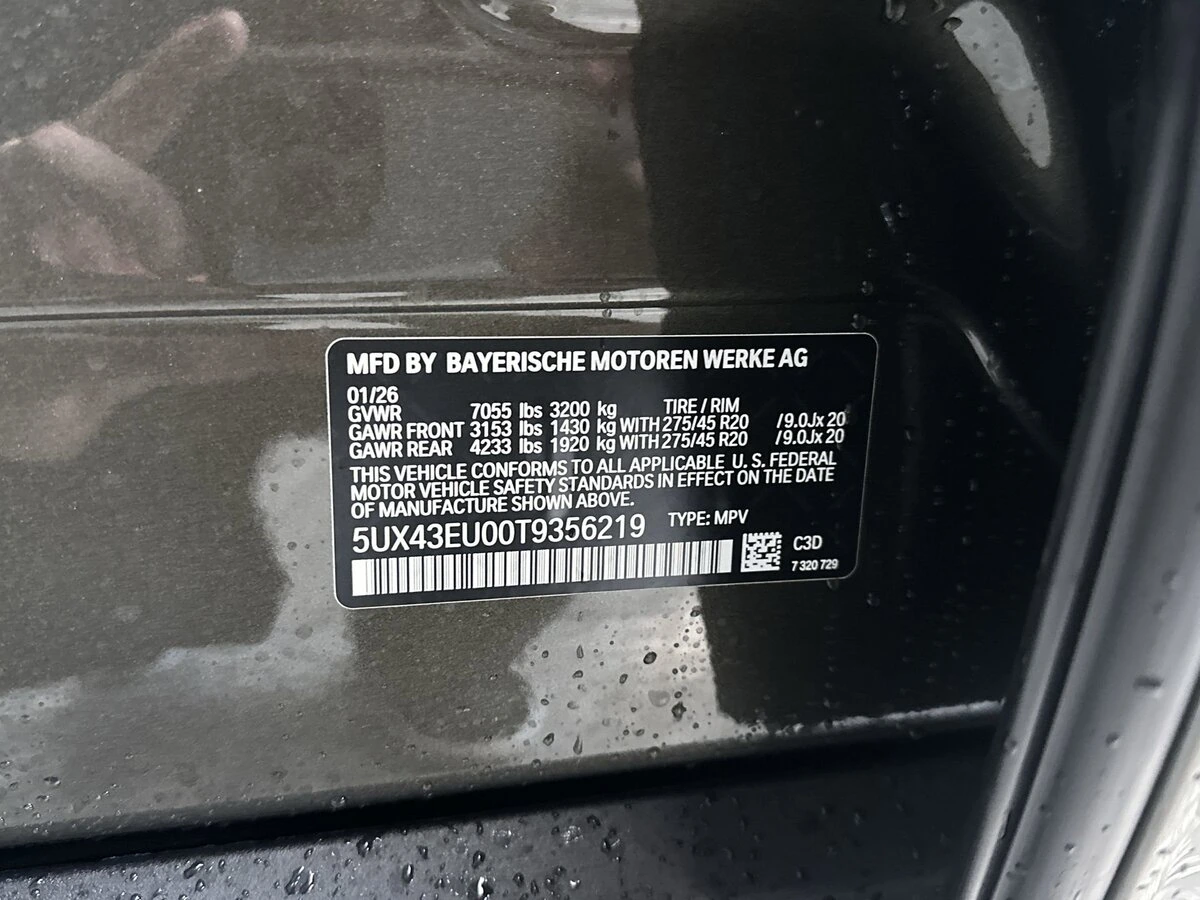 MFD BY BAYERISCHE MOTOREN WERKE AG
01/26
GVWR 7055 lbs 3200 kg TIRE / RIM
GAWR FRONT 3153 lbs 1430 kg WITH 275/45 R20 /9.0Jx 20
GAWR REAR 4233 lbs 1920 kg WITH 275/45 R20 /9.0Jx 20
THIS VEHICLE CONFORMS TO ALL APPLICABLE U. S. FEDERAL
MOTOR VEHICLE SAFETY STANDARDS IN EFFECT ON THE DATE
OF MANUFACTURE SHOWN ABOVE.
5UX43EU00T9356219 TYPE: MPV
C3D
7 320 729